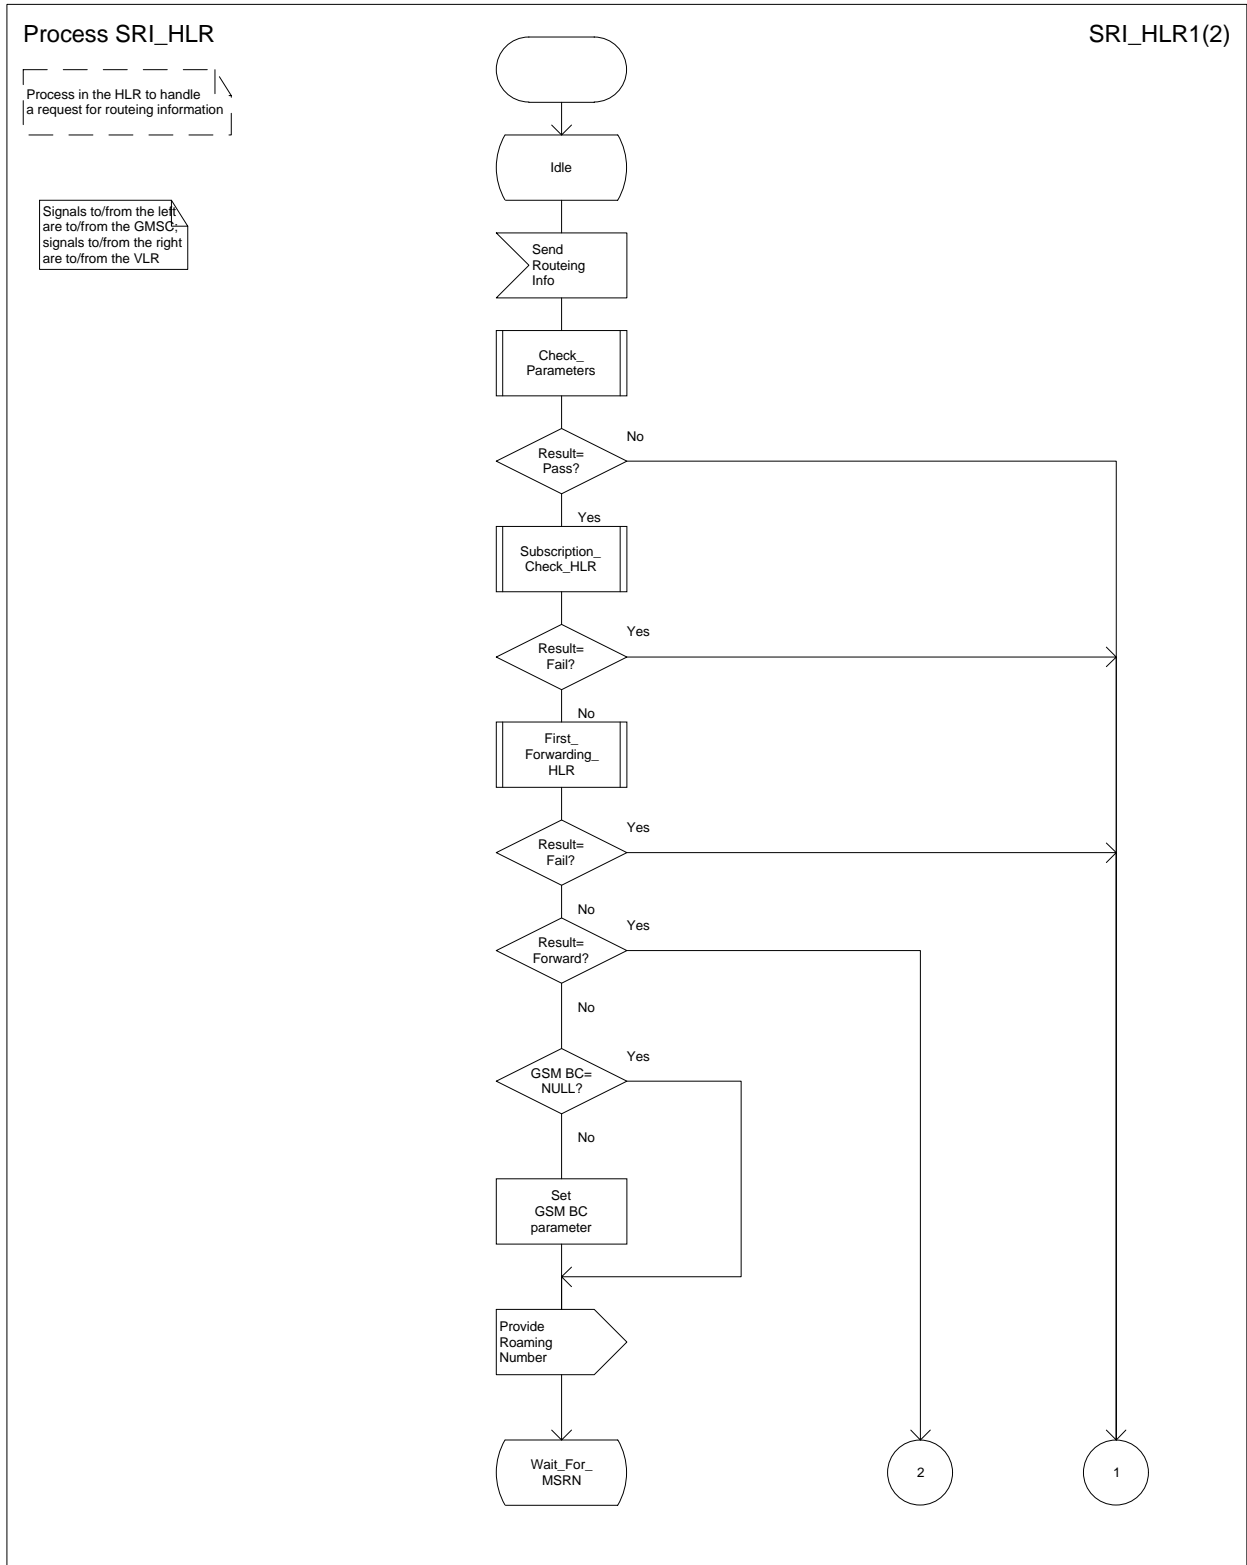 Process SRI_HLR
SRI_HLR1(2)
Process in the HLR to handle
a request for routeing information
Signals to/from the left
are to/from the GMSC;
signals to/from the right
are to/from the VLR
Idle
Send
Routeing
Info
Check_
Parameters
Result=
Pass?
No
Yes
Subscription_
Check_HLR
Result=
Fail?
Yes
No
First_
Forwarding_
HLR
Result=
Fail?
Yes
No
Result=
Forward?
Yes
No
GSM BC=
NULL?
Yes
No
Set
GSM BC
parameter
Provide
Roaming
Number
Wait_For_
MSRN
2
1